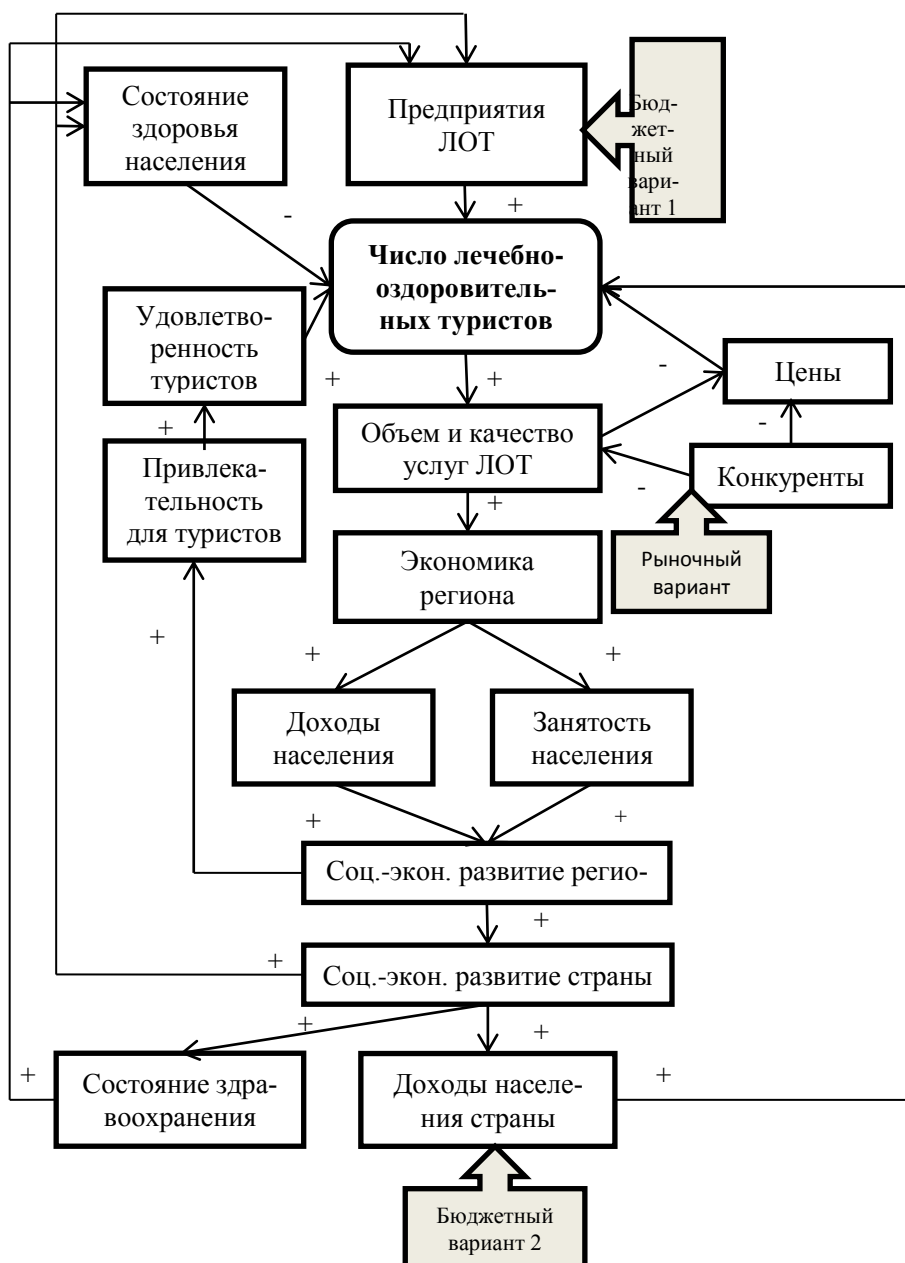 Состояние
здоровья
населения
Предприятия
ЛОТ
Бюд-
жет-
ный
вари-
ант 1
-
+
Число лечебно-
оздоровитель-
ных туристов
Удовлетво-
ренность
туристов
+
+
-
Цены
+
Привлека-
тельность
для туристов
Объем и качество
услуг ЛОТ
-
-
Конкуренты
+
Экономика
региона
Рыночный
вариант
+
+
+
Доходы
населения
Занятость
населения
+
+
Соц.-экон. развитие регио-
+
+
Соц.-экон. развитие страны
+
+
+
Состояние здра-
воохранения
Доходы населе-
ния страны
+
Бюджетный
вариант 2